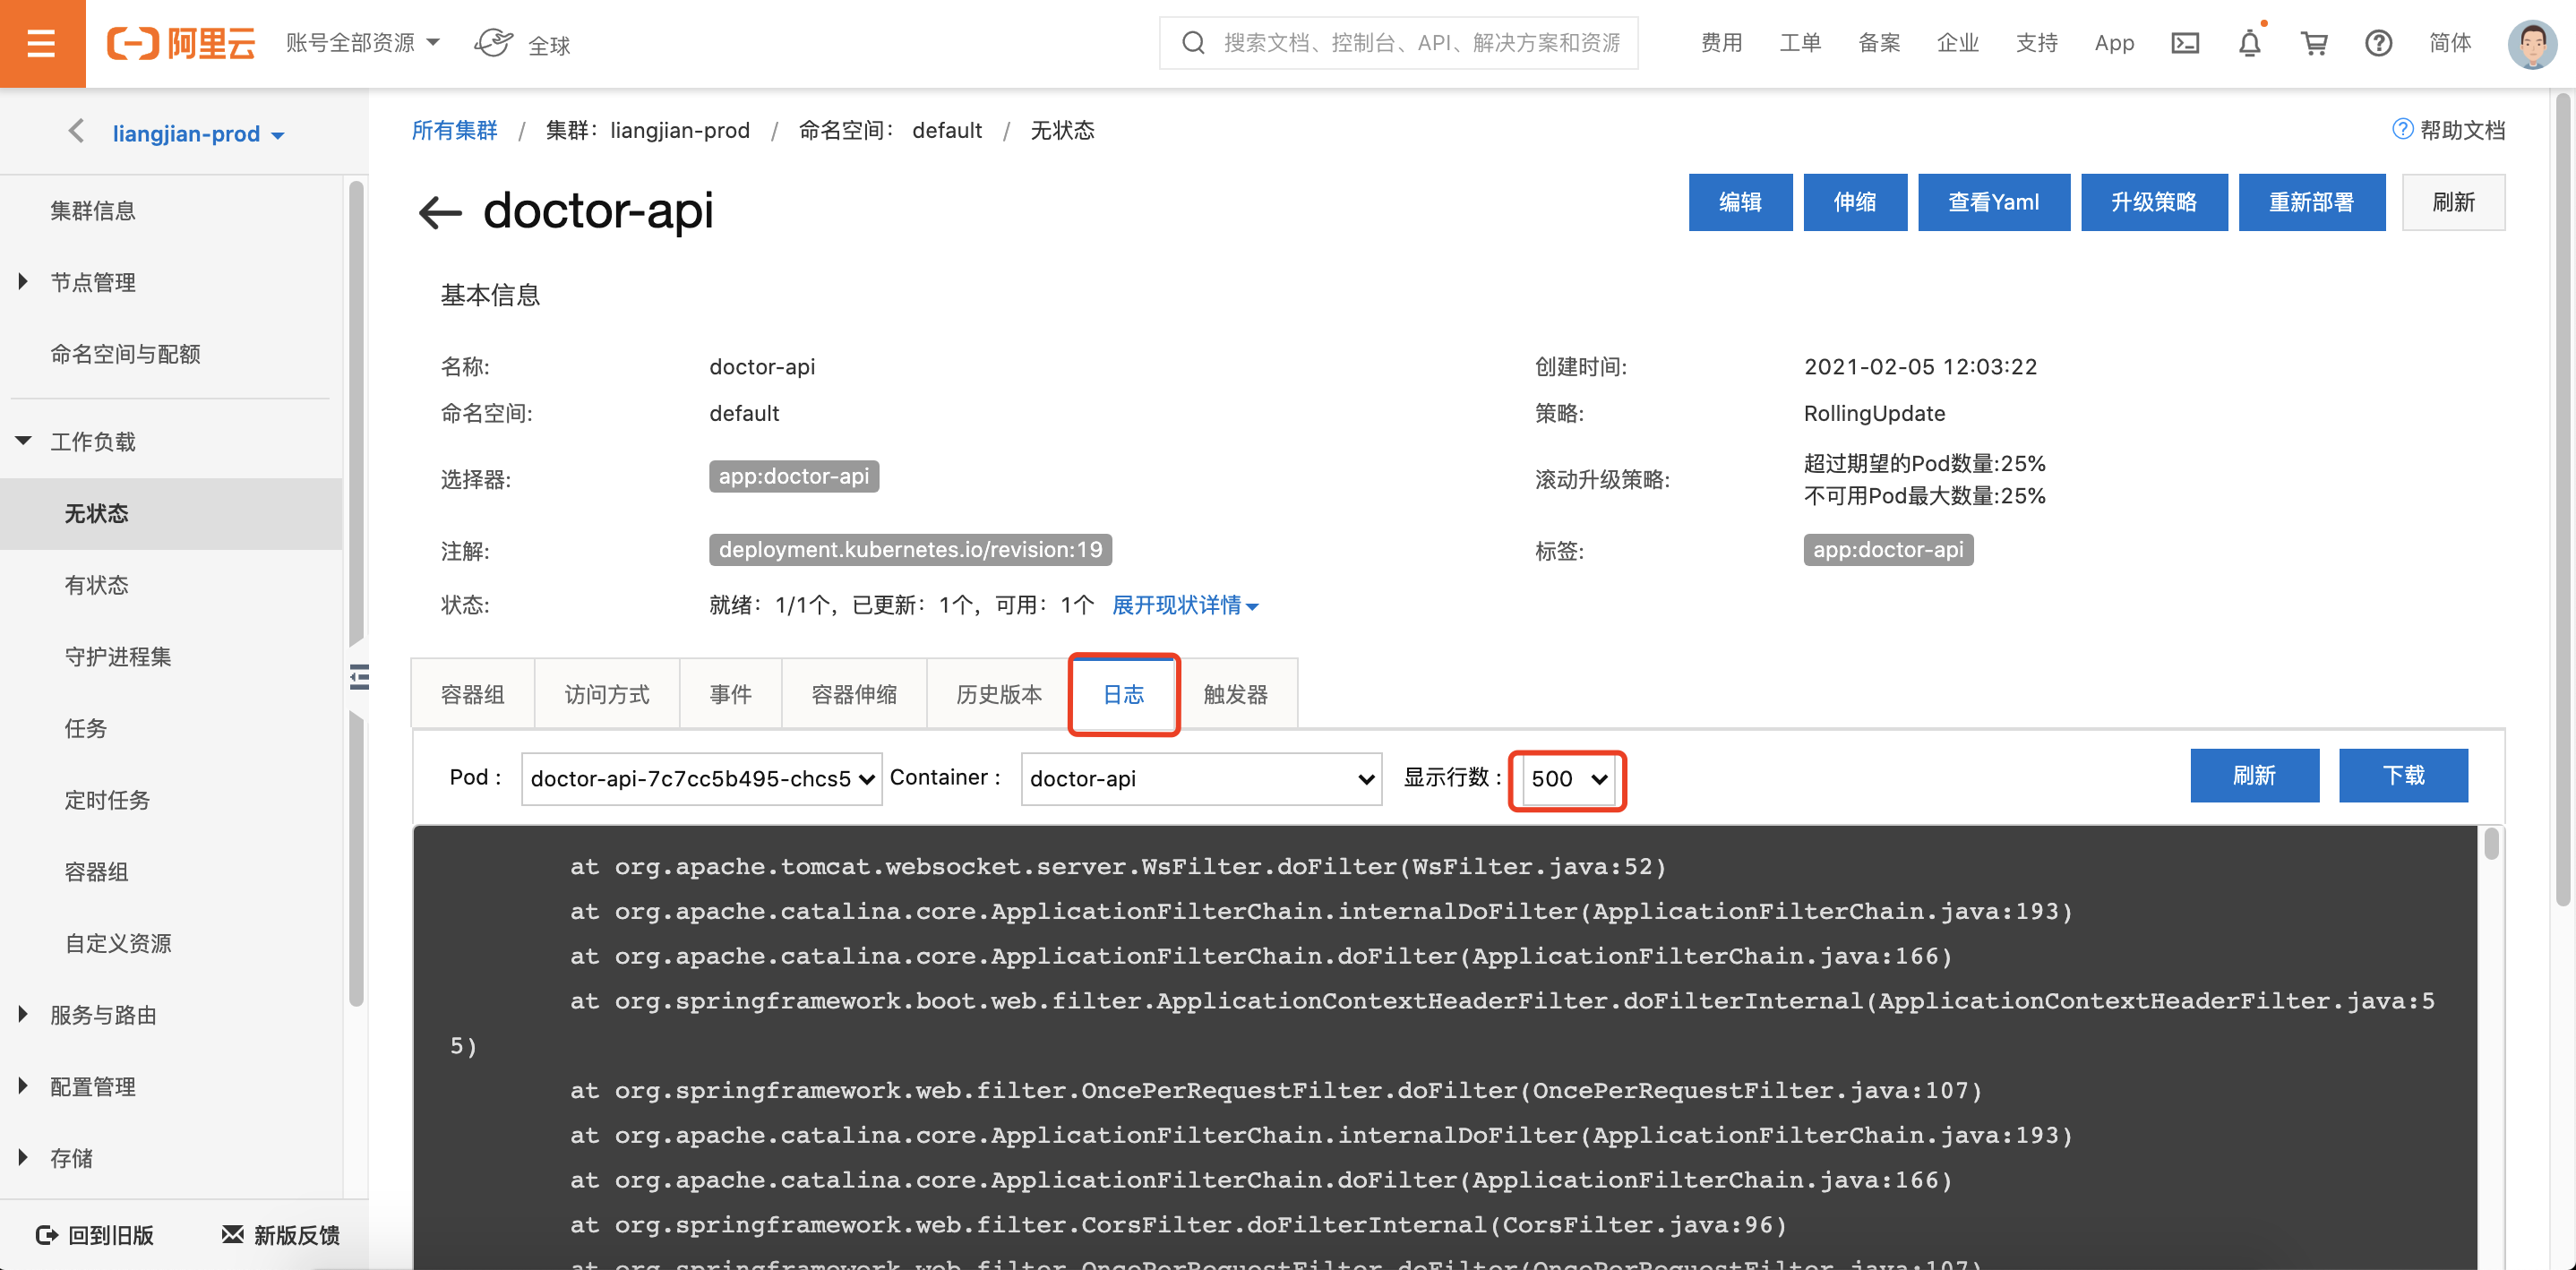 阿里云
账号全部资源
全球
搜索文档、控制台、API、解决方案和资源
费用
工单
备案
企业
支持
App
简体
liangjian-prod
集群信息
节点管理
命名空间与配额
工作负载
无状态
有状态
守护进程集
任务
定时任务
容器组
自定义资源
服务与路由
配置管理
存储
回到旧版
新版反馈
所有集群 / 集群：liangjian-prod / 命名空间： default / 无状态
帮助文档
doctor-api
编辑
伸缩
查看Yaml
升级策略
重新部署
刷新
基本信息
名称: doctor-api
创建时间: 2021-02-05 12:03:22
命名空间: default
策略: RollingUpdate
选择器: app:doctor-api
滚动升级策略: 超过期望的Pod数量:25%
不可用Pod最大数量:25%
注解: deployment.kubernetes.io/revision:19
标签: app:doctor-api
状态: 就绪：1/1个，已更新：1个，可用：1个 展开现状详情
容器组
访问方式
事件
容器伸缩
历史版本
日志
触发器
Pod : doctor-api-7c7cc5b495-chcs5
Container : doctor-api
显示行数 : 500
刷新
下载
at org.apache.tomcat.websocket.server.WsFilter.doFilter(WsFilter.java:52)
at org.apache.catalina.core.ApplicationFilterChain.internalDoFilter(ApplicationFilterChain.java:193)
at org.apache.catalina.core.ApplicationFilterChain.doFilter(ApplicationFilterChain.java:166)
at org.springframework.boot.web.filter.ApplicationContextHeaderFilter.doFilterInternal(ApplicationContextHeaderFilter.java:5
5)
at org.springframework.web.filter.OncePerRequestFilter.doFilter(OncePerRequestFilter.java:107)
at org.apache.catalina.core.ApplicationFilterChain.internalDoFilter(ApplicationFilterChain.java:193)
at org.apache.catalina.core.ApplicationFilterChain.doFilter(ApplicationFilterChain.java:166)
at org.springframework.web.filter.CorsFilter.doFilterInternal(CorsFilter.java:96)
at org.springframework.web.filter.OncePerRequestFilter.doFilter(OncePerRequestFilter.java:107)